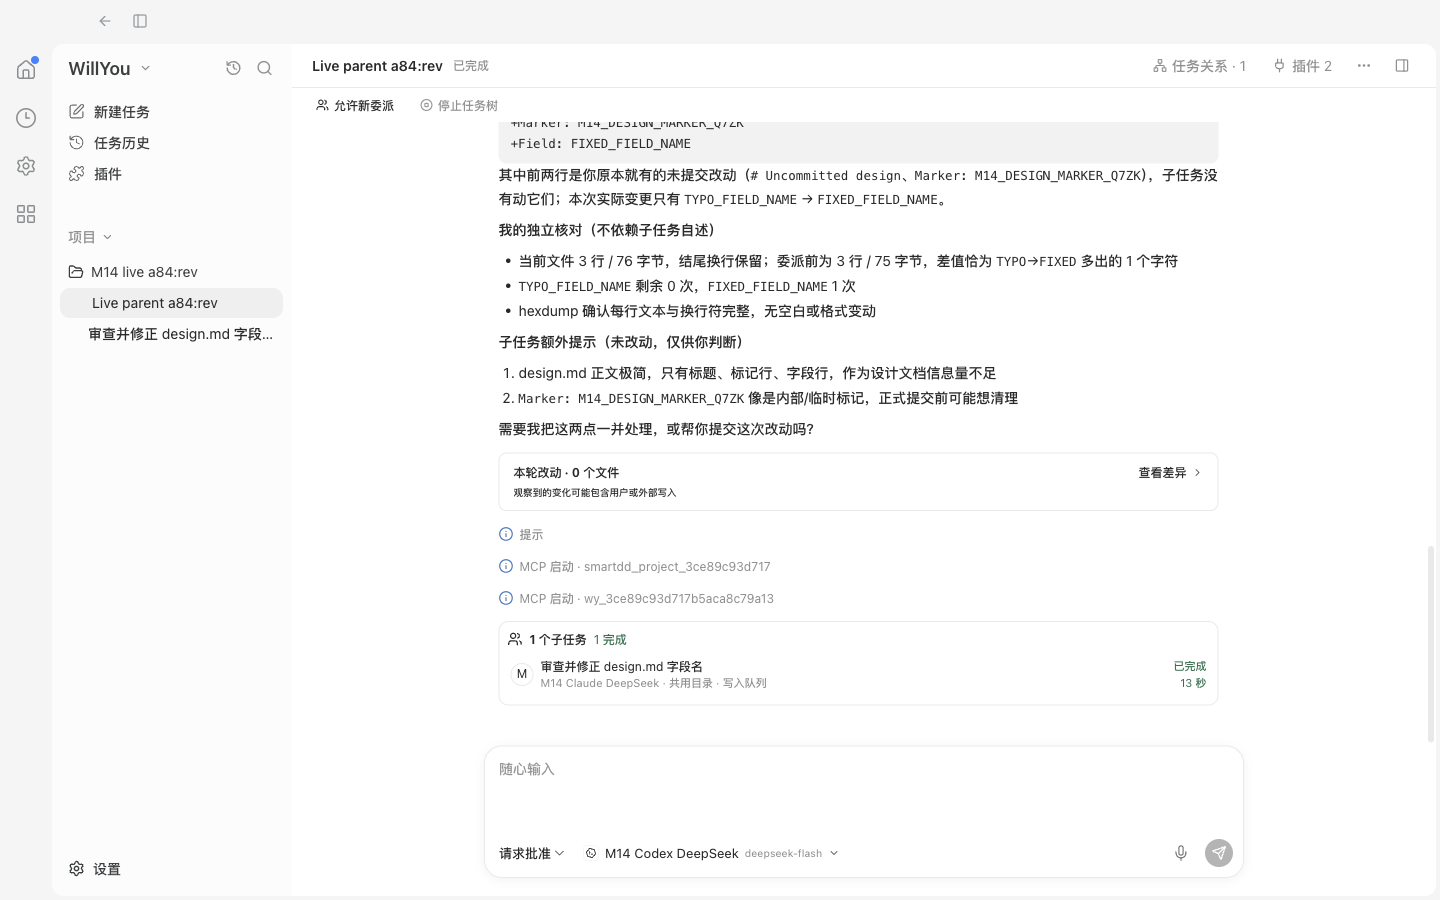 WillYou
新建任务
任务历史
插件
项目
M14 live a84:rev
Live parent a84:rev
审查并修正 design.md 字段...
设置
Live parent a84:rev 已完成
任务关系 · 1 插件 2
允许新委派 停止任务树
+Marker: M14_DESIGN_MARKER_Q7ZK
+Field: FIXED_FIELD_NAME
其中前两行是你原本就有的未提交改动（# Uncommitted design、Marker: M14_DESIGN_MARKER_Q7ZK），子任务没
有动它们；本次实际变更只有 TYPO_FIELD_NAME → FIXED_FIELD_NAME。
我的独立核对（不依赖子任务自述）
• 当前文件 3 行 / 76 字节，结尾换行保留；委派前为 3 行 / 75 字节，差值恰为 TYPO→FIXED 多出的 1 个字符
• TYPO_FIELD_NAME 剩余 0 次，FIXED_FIELD_NAME 1 次
• hexdump 确认每行文本与换行符完整，无空白或格式变动
子任务额外提示（未改动，仅供你判断）
1. design.md 正文极简，只有标题、标记行、字段行，作为设计文档信息量不足
2. Marker: M14_DESIGN_MARKER_Q7ZK 像是内部/临时标记，正式提交前可能想清理
需要我把这两点一并处理，或帮你提交这次改动吗？
本轮改动 · 0 个文件 查看差异
观察到的变化可能包含用户或外部写入
提示
MCP 启动 · smartdd_project_3ce89c93d717
MCP 启动 · wy_3ce89c93d717b5aca8c79a13
1 个子任务 1 完成
M 审查并修正 design.md 字段名 已完成
M14 Claude DeepSeek · 共用目录 · 写入队列 13 秒
随心输入
请求批准 M14 Codex DeepSeek deepseek-flash